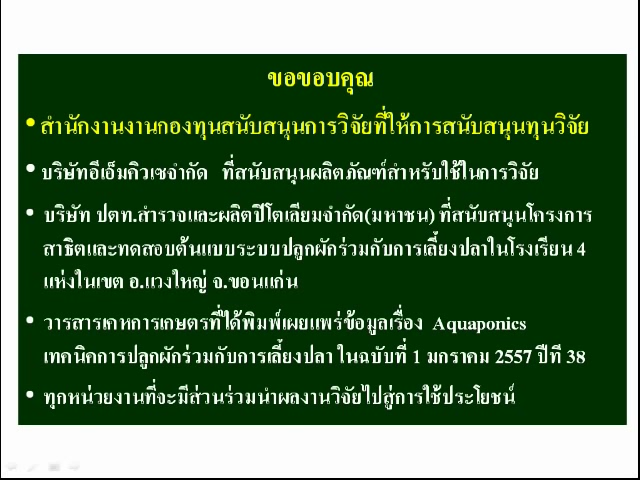 ขอขอบคุณ
• สำนักงานงานกองทุนสนับสนุนการวิจัยที่ให้การสนับสนุนทุนวิจัย
• บริษัทอีเอ็มคิวเซจำกัด ที่สนับสนุนผลิตภัณฑ์สำหรับใช้ในการวิจัย
• บริษัท ปตท.สำรวจและผลิตปิโตเลียมจำกัด(มหาชน) ที่สนับสนุนโครงการ
สาธิตและทดสอบต้นแบบระบบปลูกผักร่วมกับการเลี้ยงปลาในโรงเรียน 4
แห่งในเขต อ.แวงใหญ่ จ.ขอนแก่น
• วารสารเกหการเกษตรที่ได้พิมพ์เผยแพร่ข้อมูลเรื่อง Aquaponics
เทคนิคการปลูกผักร่วมกับการเลี้ยงปลา ในฉบับที่ 1 มกราคม 2557 ปีที 38
• ทุกหน่วยงานที่จะมีส่วนร่วมนำผลงานวิจัยไปสู่การใช้ประโยชน์